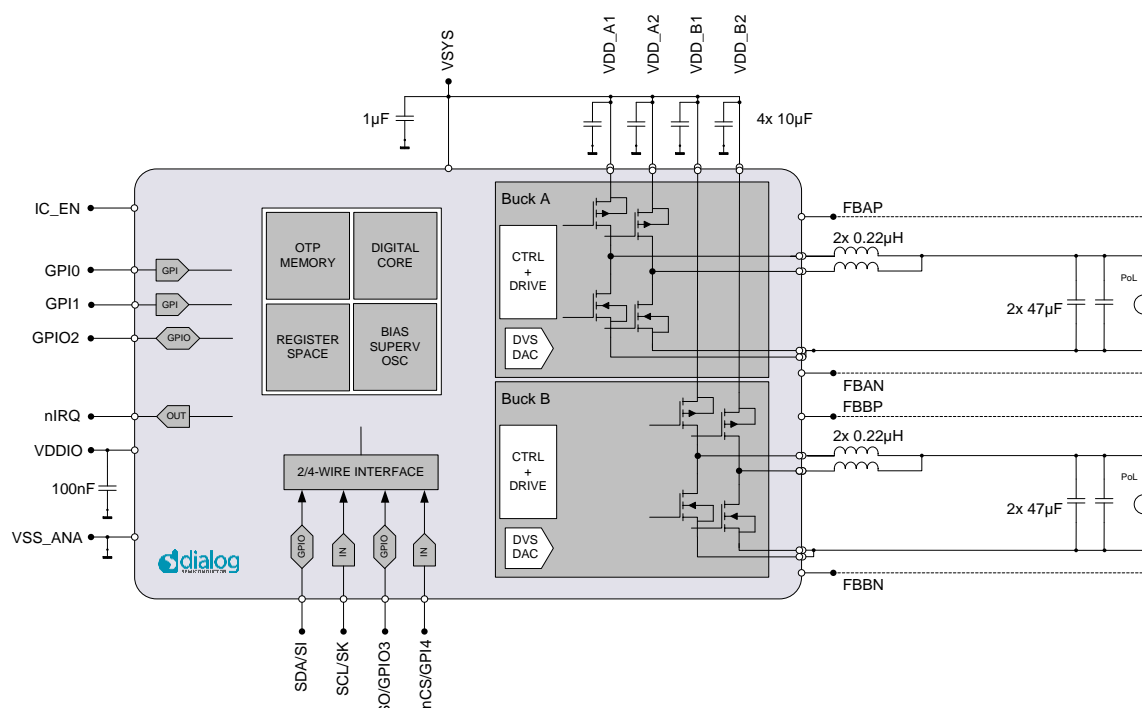 VSYS
VDD_A1
VDD_A2
VDD_B1
VDD_B2
1µF
4x 10µF
IC_EN
GPI0
GPI
GPI1
GPI
GPIO2
GPIO
nIRQ
OUT
VDDIO
100nF
VSS_ANA
OTP
MEMORY
DIGITAL
CORE
REGISTER
SPACE
BIAS
SUPERV
OSC
2/4-WIRE INTERFACE
GPIO
IN
GPIO
IN
dialog
SEMICONDUCTOR
SDA/SI
SCL/SK
SO/GPIO3
nCS/GPI4
Buck A
CTRL
+
DRIVE
DVS
DAC
Buck B
CTRL
+
DRIVE
DVS
DAC
FBAP
2x 0.22µH
PoL
2x 47µF
FBAN
FBBP
2x 0.22µH
PoL
2x 47µF
FBBN